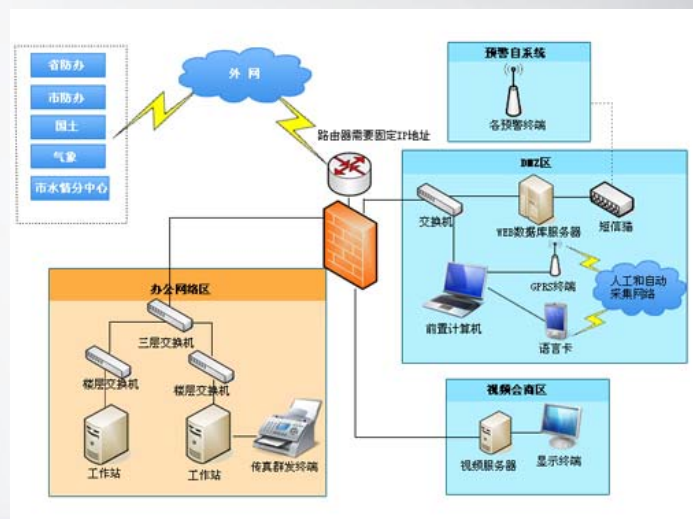 省防办
市防办
国土
气象
市水情分中心
外 网
路由器需要固定IP地址
预警自系统
各预警终端
DMZ区
交换机
WEB数据库服务器
短信猫
GPRS终端
人工和自动
采集网络
前置计算机
语言卡
办公网络区
三层交换机
楼层交换机
楼层交换机
工作站
工作站
传真群发终端
视频会商区
视频服务器
显示终端